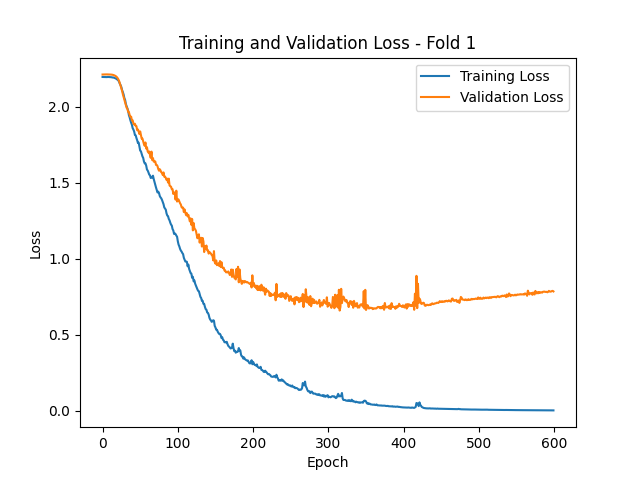 Training and Validation Loss - Fold 1
Training Loss
Validation Loss
2.0
1.5
1.0
0.5
0.0
Loss
0 100 200 300 400 500 600
Epoch